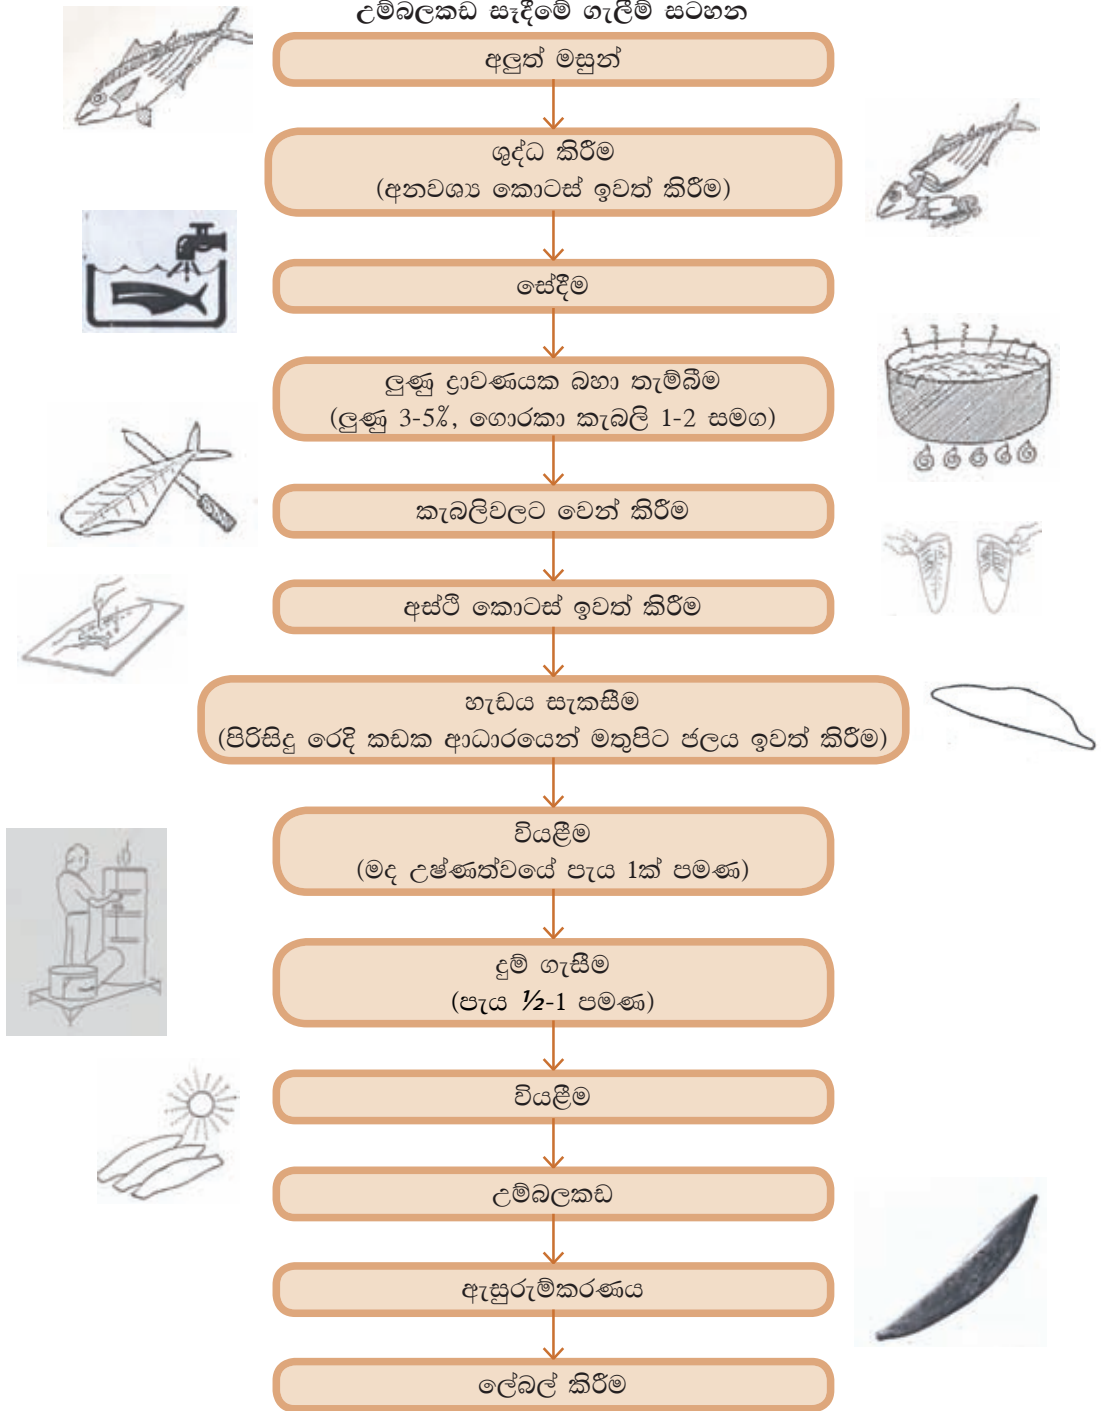 උම්බලකඩ සෑදීමේ ගැලීම් සටහන
අලුත් මසුන්
ශුද්ධ කිරීම
(අනවශ්‍ය කොටස් ඉවත් කිරීම)
සේදීම
ලුණු ද්‍රාවණයක බහා තැම්බීම
(ලුණු 3-5%, ගොරකා කැබලි 1-2 සමග)
කැබලිවලට වෙන් කිරීම
අස්ථි කොටස් ඉවත් කිරීම
හැඩය සැකසීම
(පිරිසිදු රෙදි කඩක ආධාරයෙන් මතුපිට ජලය ඉවත් කිරීම)
වියළීම
(මද උෂ්ණත්වයේ පැය 1ක් පමණ)
දුම් ගැසීම
(පැය ½-1 පමණ)
වියළීම
උම්බලකඩ
ඇසුරුම්කරණය
ලේබල් කිරීම